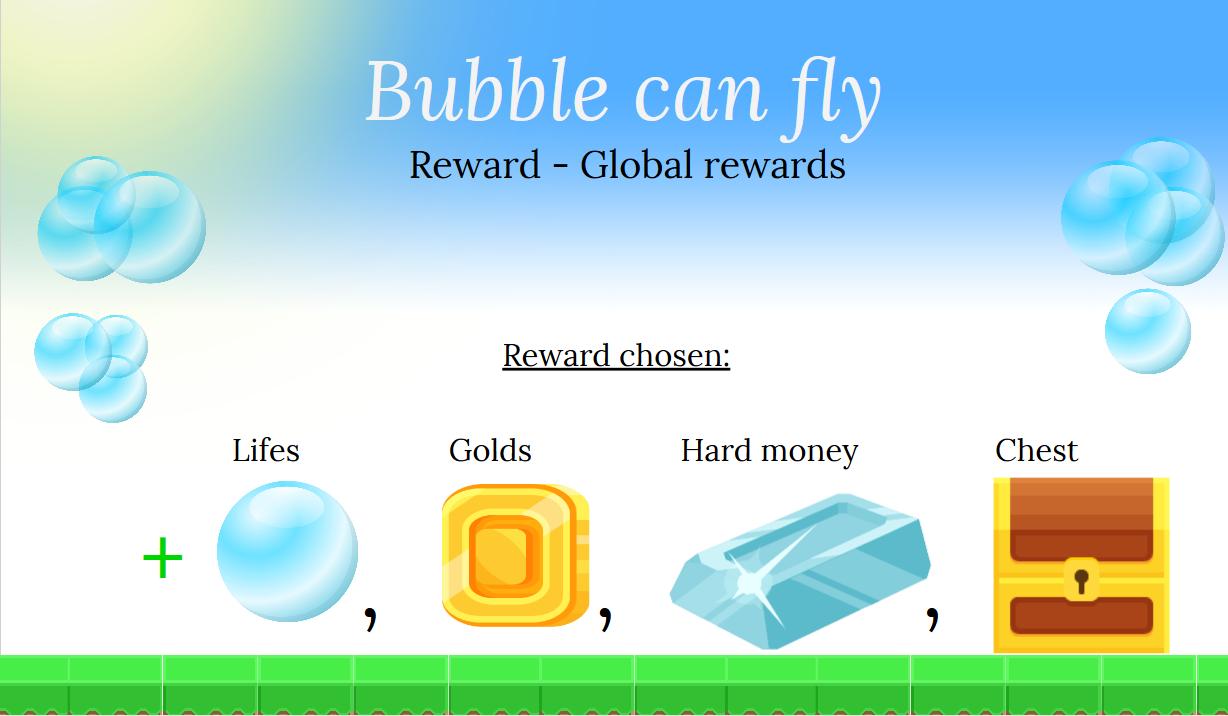 Bubble can fly
Reward - Global rewards
Reward chosen:
Lifes Golds Hard money Chest
+ , , ,